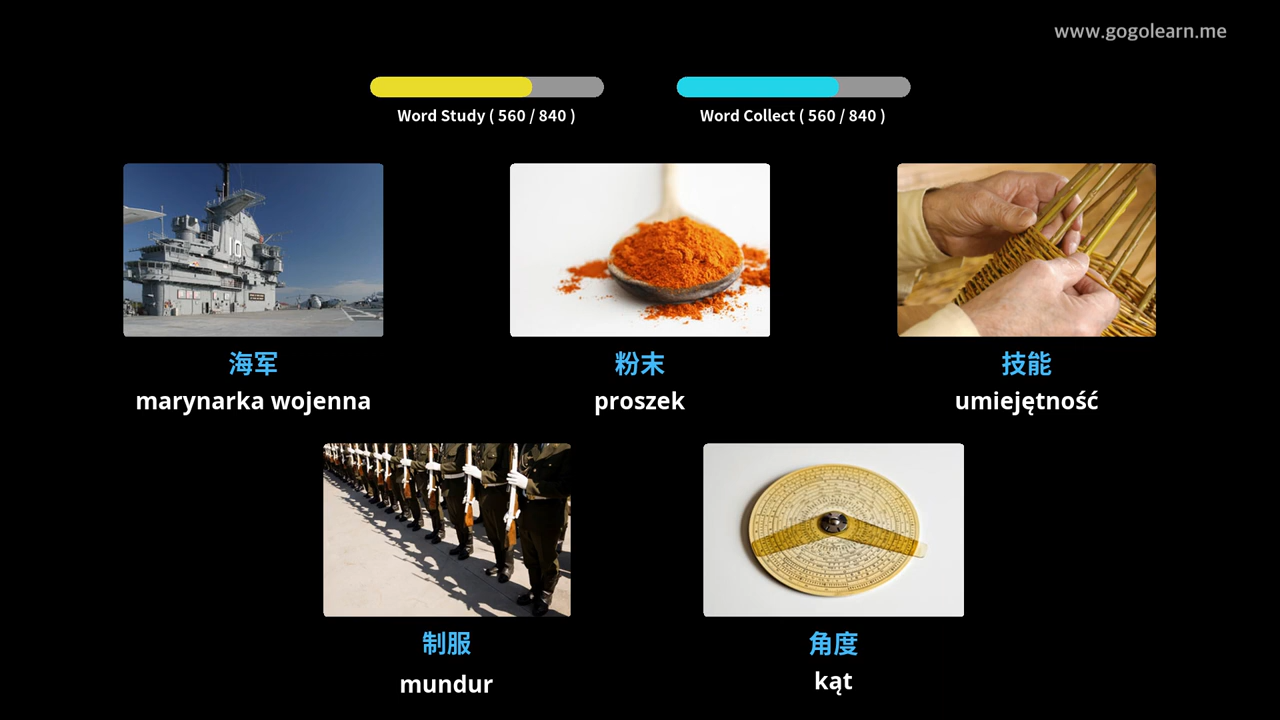 www.gogolearn.me
Word Study ( 560 / 840 )
Word Collect ( 560 / 840 )
海军
marynarka wojenna
粉末
proszek
技能
umiejętność
制服
mundur
角度
kąt